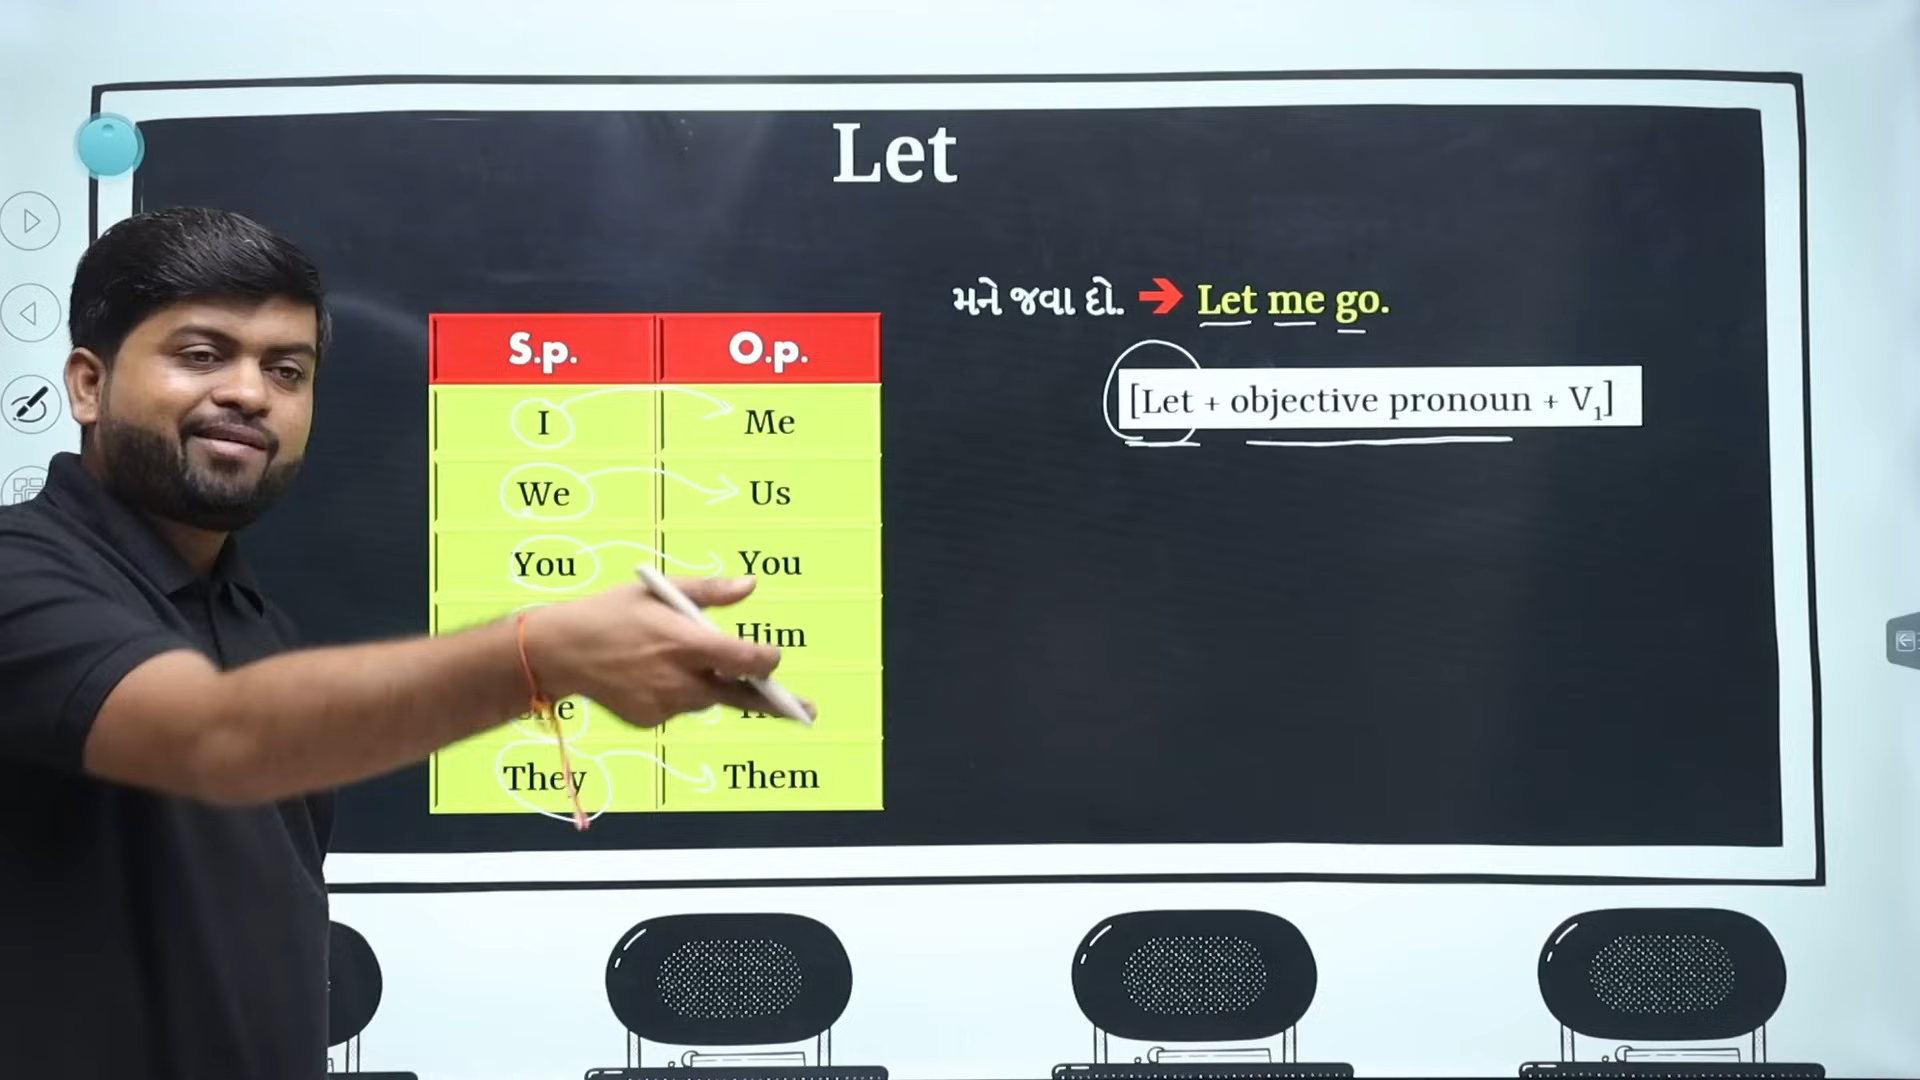 Let
મને જવા દો. → Let me go.
[Let + objective pronoun + V₁]
S.p. O.p.
I Me
We Us
You You
Him
They Them